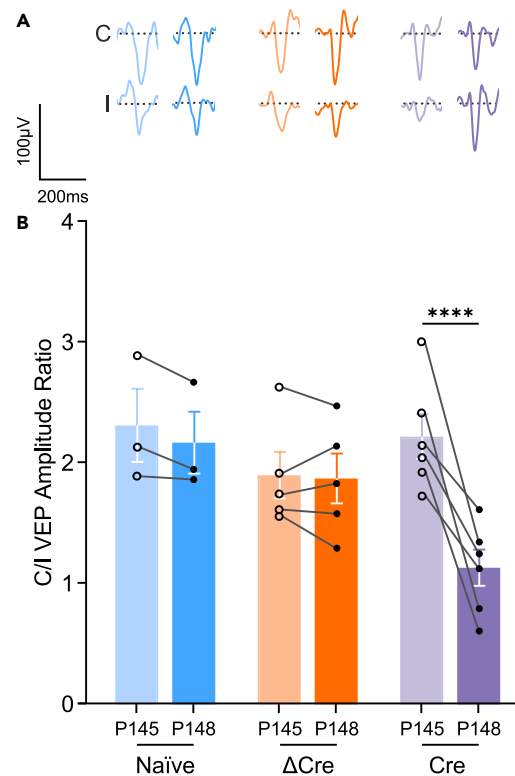 A
C
I
100µV
200ms
B
C/I VEP Amplitude Ratio
4
3
2
1
0
****
P145 P148 P145 P148 P145 P148
Naïve ΔCre Cre